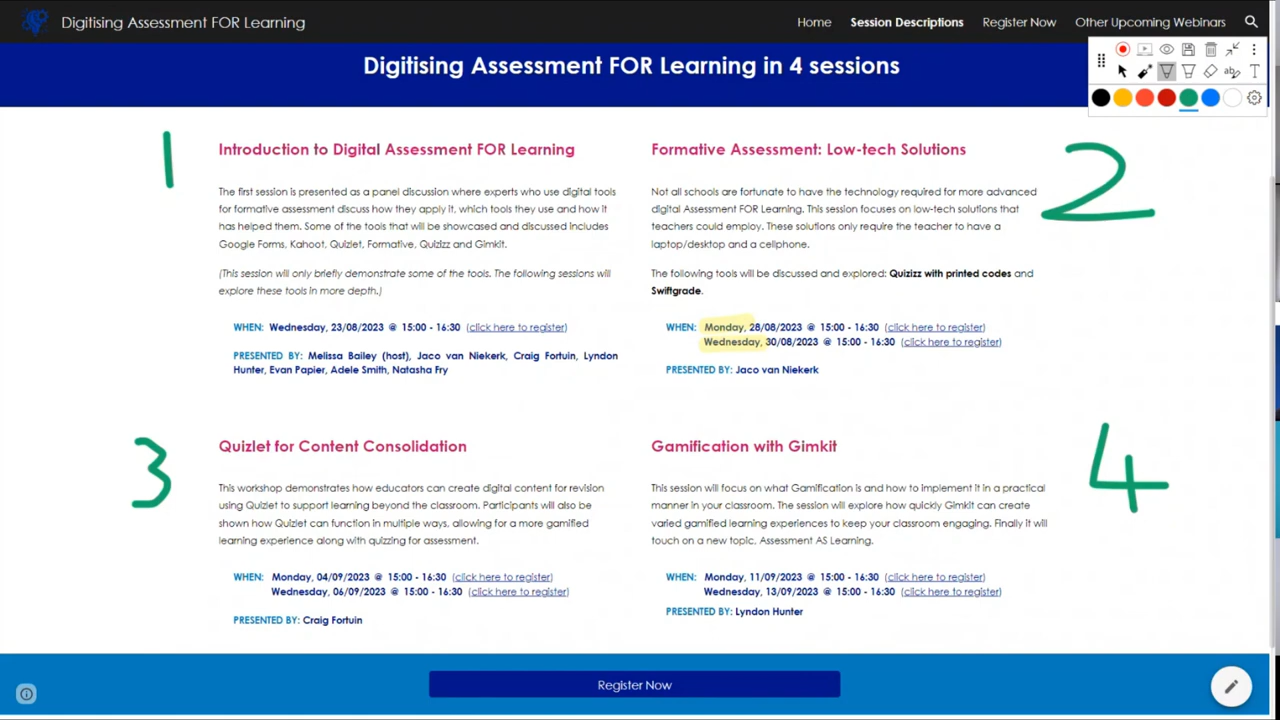 Digitising Assessment FOR Learning
Home Session Descriptions Register Now Other Upcoming Webinars
Digitising Assessment FOR Learning in 4 sessions
1
Introduction to Digital Assessment FOR Learning
The first session is presented as a panel discussion where experts who use digital tools
for formative assessment discuss how they apply it, which tools they use and how it
has helped them. Some of the tools that will be showcased and discussed includes
Google Forms, Kahoot, Quizlet, Formative, Quizizz and Gimkit.
(This session will only briefly demonstrate some of the tools. The following sessions will
explore these tools in more depth.)
WHEN: Wednesday, 23/08/2023 @ 15:00 - 16:30 (click here to register)
PRESENTED BY: Melissa Bailey (host), Jaco van Niekerk, Craig Fortuin, Lyndon
Hunter, Evan Papier, Adele Smith, Natasha Fry
2
Formative Assessment: Low-tech Solutions
Not all schools are fortunate to have the technology required for more advanced
digital Assessment FOR Learning. This session focuses on low-tech solutions that
teachers could employ. These solutions only require the teacher to have a
laptop/desktop and a cellphone.
The following tools will be discussed and explored: Quizizz with printed codes and
Swiftgrade.
WHEN: Monday, 28/08/2023 @ 15:00 - 16:30 (click here to register)
Wednesday, 30/08/2023 @ 15:00 - 16:30 (click here to register)
PRESENTED BY: Jaco van Niekerk
3
Quizlet for Content Consolidation
This workshop demonstrates how educators can create digital content for revision
using Quizlet to support learning beyond the classroom. Participants will also be
shown how Quizlet can function in multiple ways, allowing for a more gamified
learning experience along with quizzing for assessment.
WHEN: Monday, 04/09/2023 @ 15:00 - 16:30 (click here to register)
Wednesday, 06/09/2023 @ 15:00 - 16:30 (click here to register)
PRESENTED BY: Craig Fortuin
4
Gamification with Gimkit
This session will focus on what Gamification is and how to implement it in a practical
manner in your classroom. The session will explore how quickly Gimkit can create
varied gamified learning experiences to keep your classroom engaging. Finally it will
touch on a new topic, Assessment AS Learning.
WHEN: Monday, 11/09/2023 @ 15:00 - 16:30 (click here to register)
Wednesday, 13/09/2023 @ 15:00 - 16:30 (click here to register)
PRESENTED BY: Lyndon Hunter
Register Now